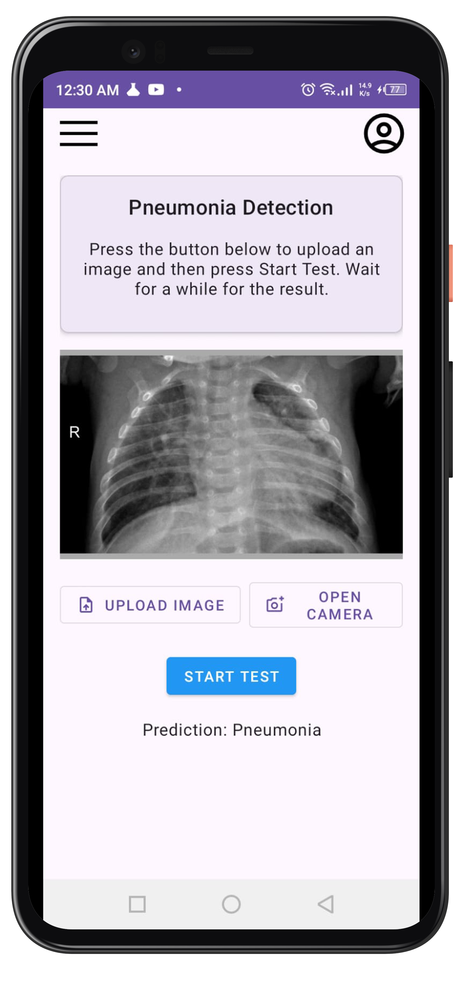 12:30 AM
14.9
K/s
77
Pneumonia Detection
Press the button below to upload an
image and then press Start Test. Wait
for a while for the result.
R
UPLOAD IMAGE
OPEN
CAMERA
START TEST
Prediction: Pneumonia